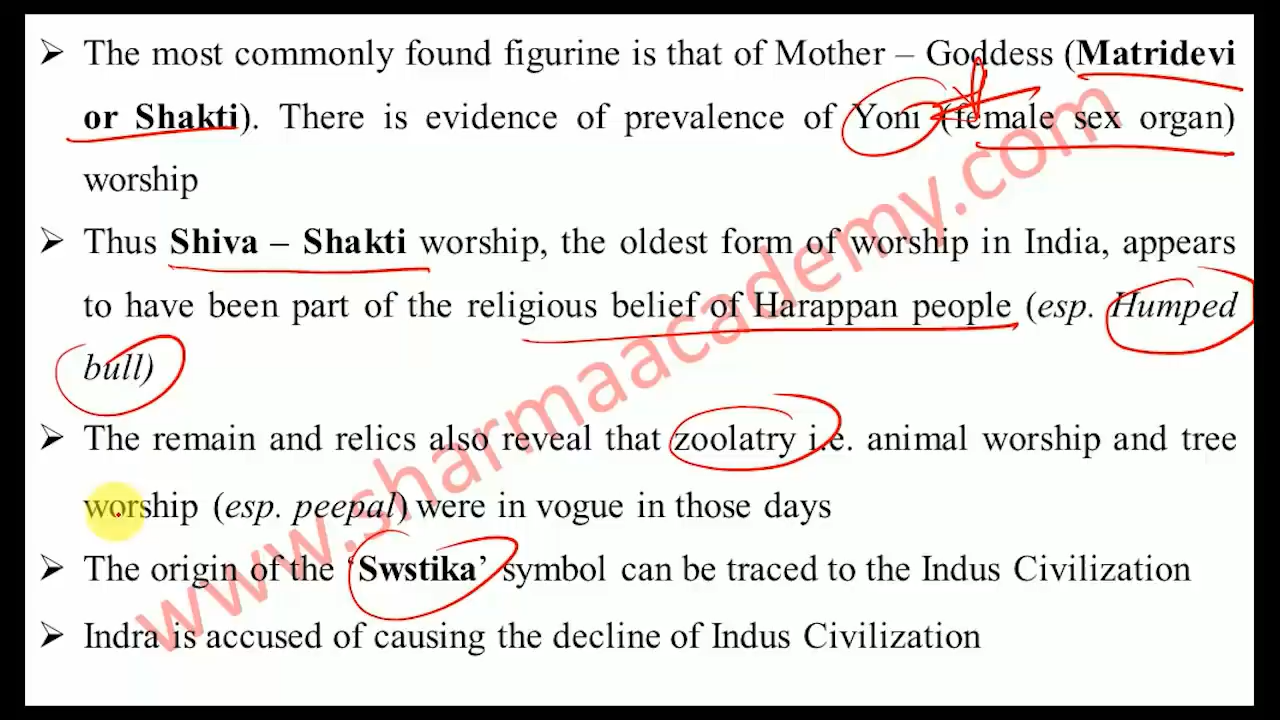 ➢ The most commonly found figurine is that of Mother – Goddess (Matridevi
or Shakti). There is evidence of prevalence of Yoni (female sex organ)
worship
➢ Thus Shiva – Shakti worship, the oldest form of worship in India, appears
to have been part of the religious belief of Harappan people (esp. Humped
bull)
➢ The remain and relics also reveal that zoolatry i.e. animal worship and tree
worship (esp. peepal) were in vogue in those days
➢ The origin of the ‘Swstika’ symbol can be traced to the Indus Civilization
➢ Indra is accused of causing the decline of Indus Civilization
www.sharmaacademy.com